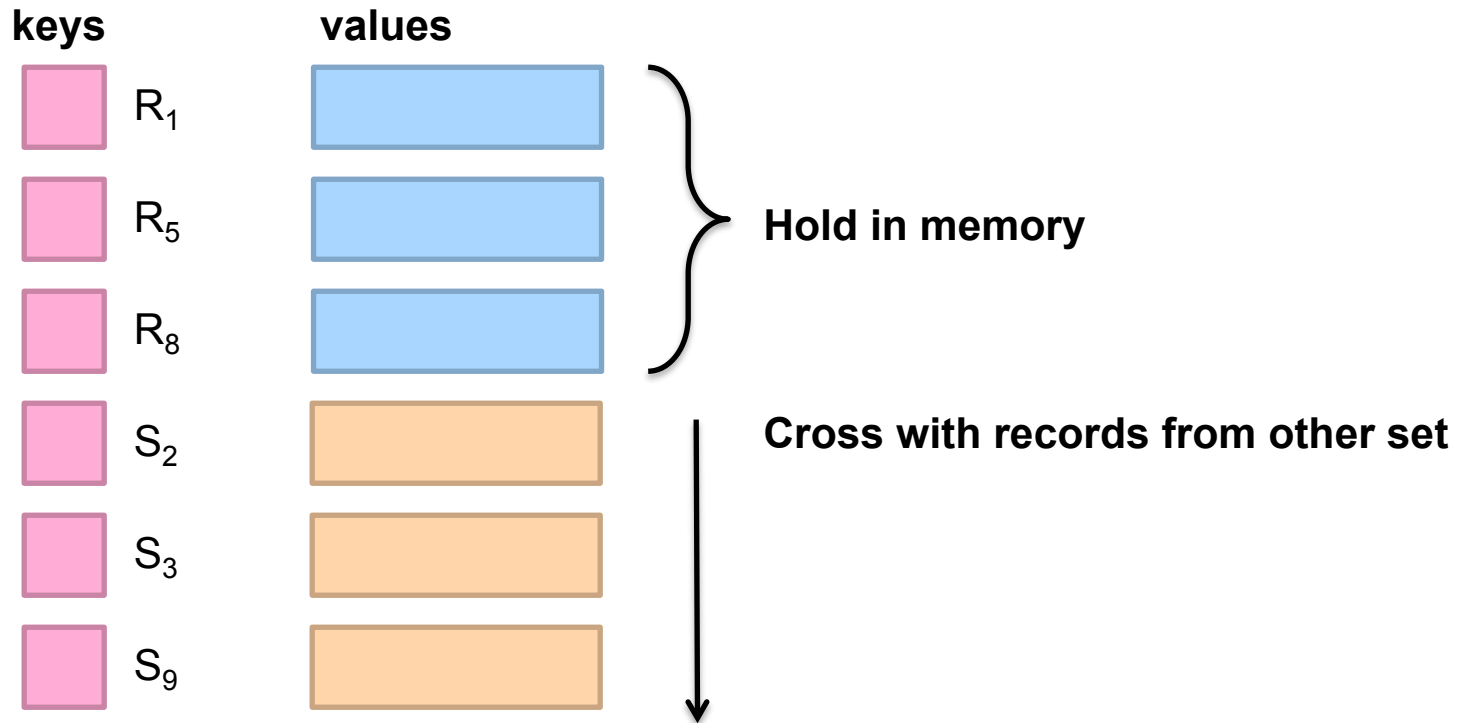 keys values
R₁
R₅
Hold in memory
R₈
Cross with records from other set
S₂
S₃
S₉